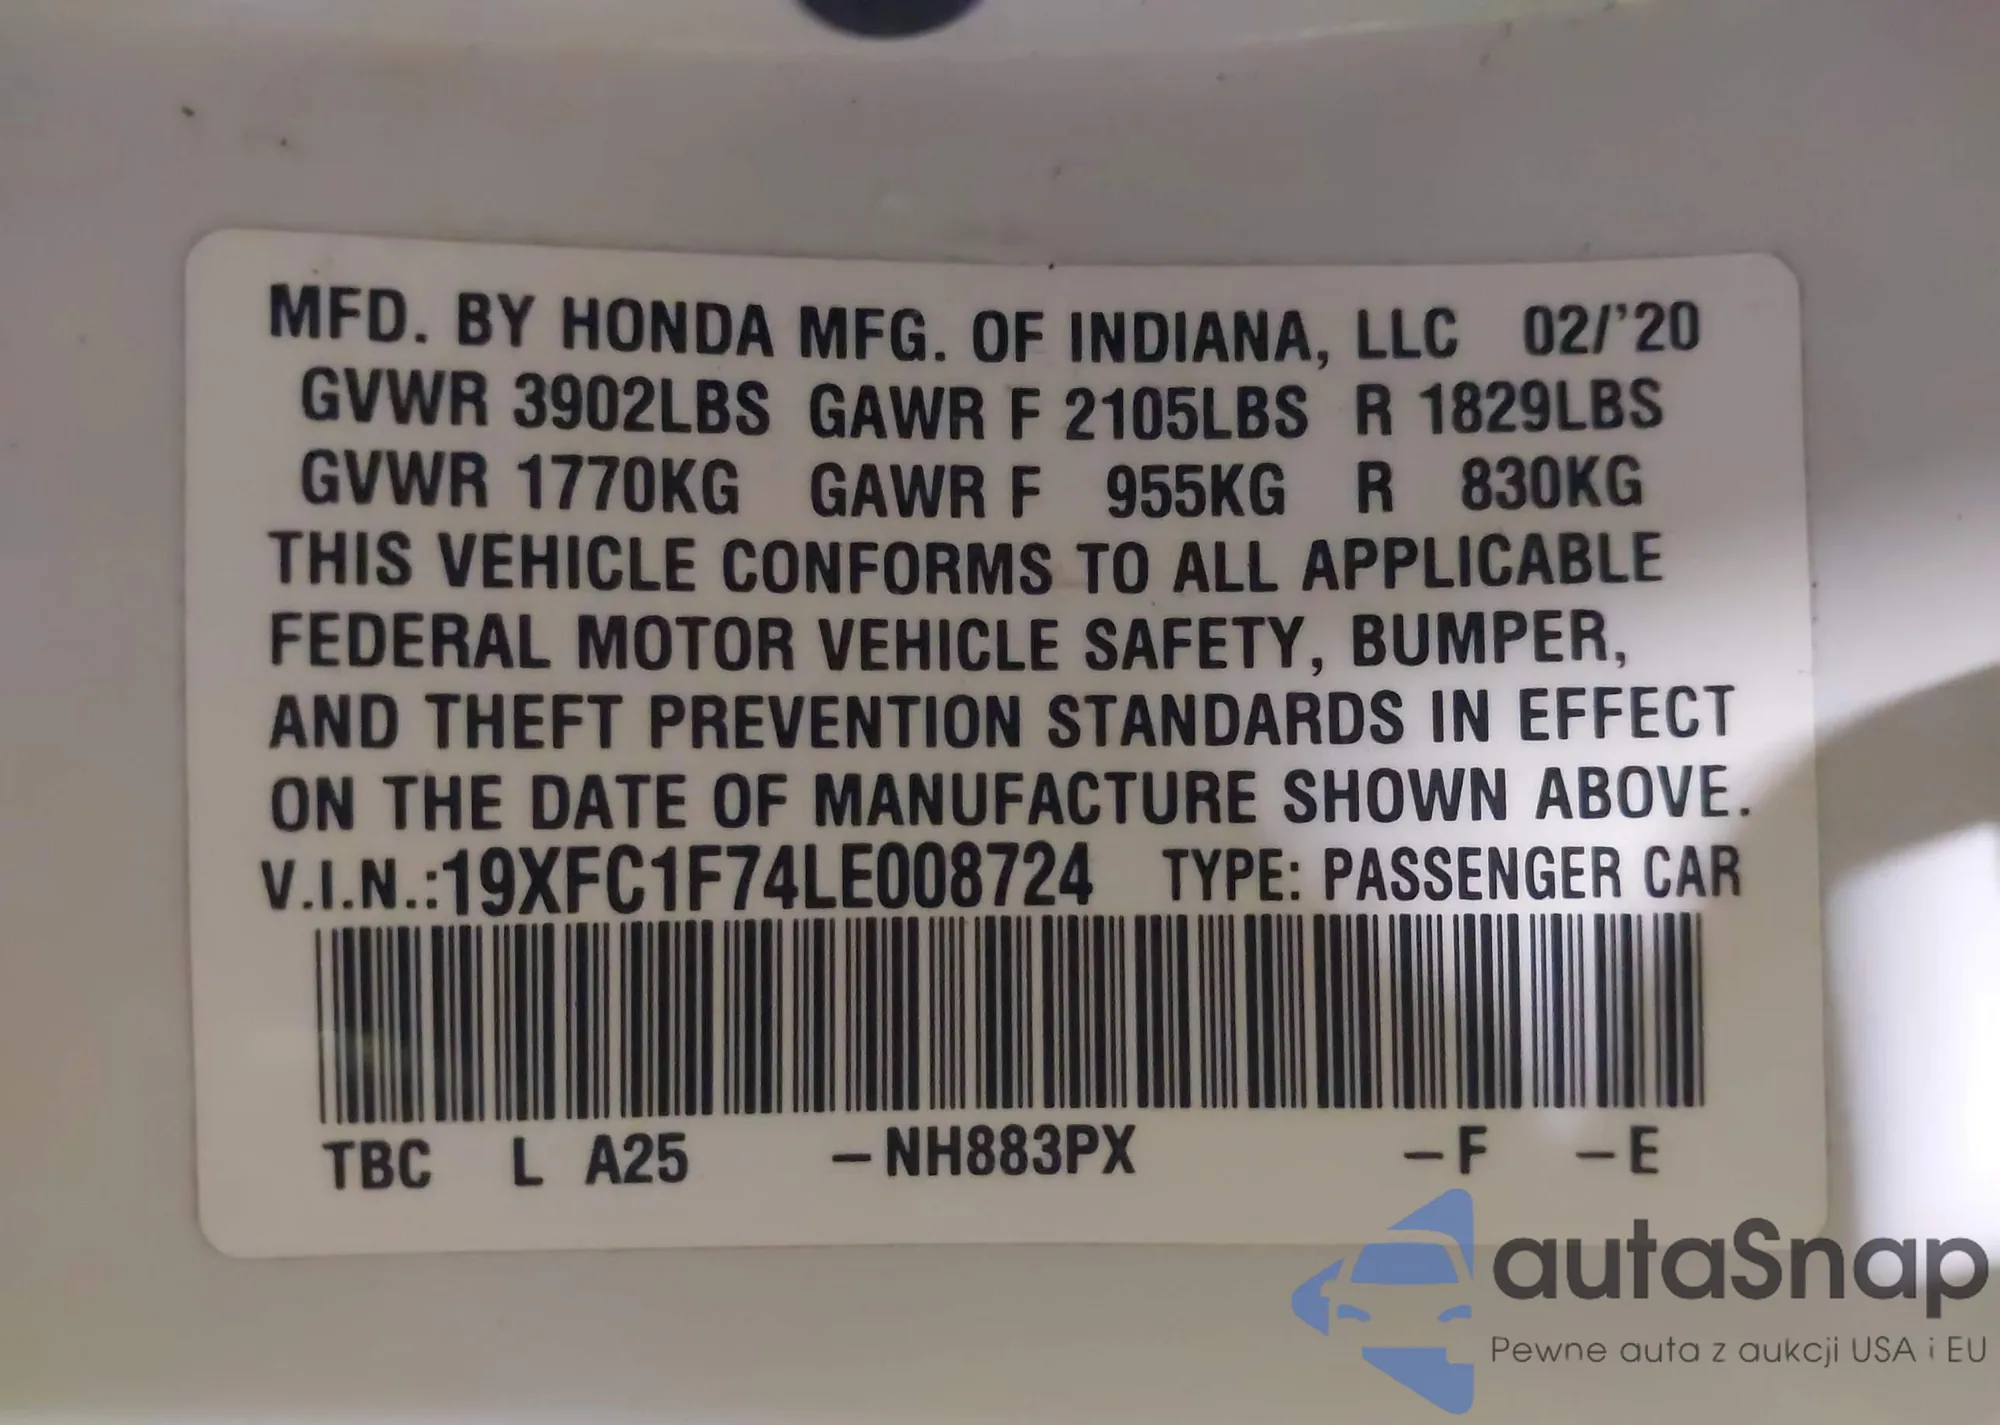 MFD. BY HONDA MFG. OF INDIANA, LLC 02/'20
GVWR 3902LBS GAWR F 2105LBS R 1829LBS
GVWR 1770KG GAWR F 955KG R 830KG
THIS VEHICLE CONFORMS TO ALL APPLICABLE
FEDERAL MOTOR VEHICLE SAFETY, BUMPER,
AND THEFT PREVENTION STANDARDS IN EFFECT
ON THE DATE OF MANUFACTURE SHOWN ABOVE.
V.I.N.:19XFC1F74LE008724 TYPE: PASSENGER CAR
TBC L A25 –NH883PX –F –E
autaSnap
Pewne auta z aukcji USA i EU